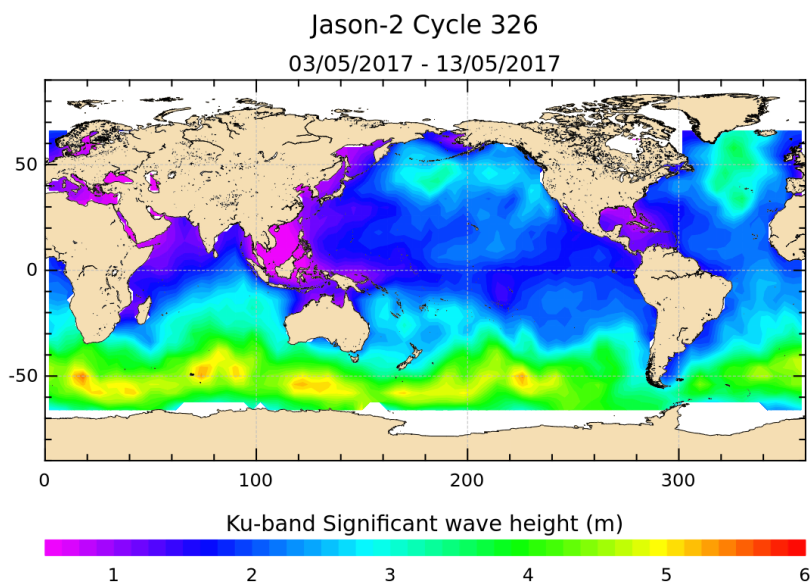 Jason-2 Cycle 326
03/05/2017 - 13/05/2017
50
0
-50
0 100 200 300
Ku-band Significant wave height (m)
1 2 3 4 5 6